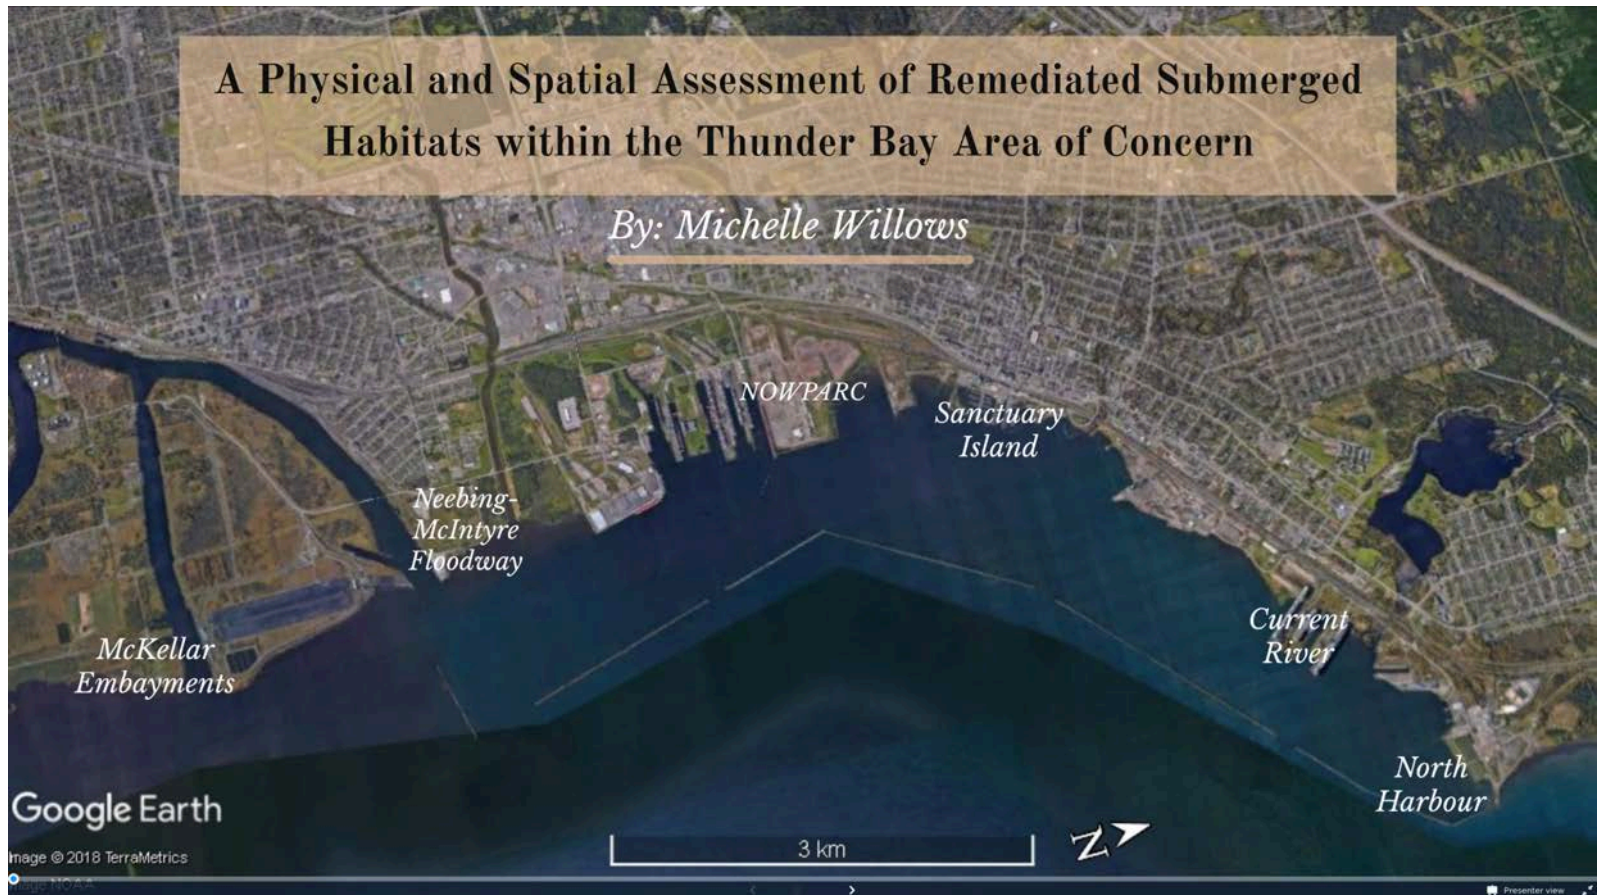 A Physical and Spatial Assessment of Remediated Submerged
Habitats within the Thunder Bay Area of Concern
By: Michelle Willows
NOWPARC
Sanctuary
Island
Neebing-
McIntyre
Floodway
McKellar
Embayments
Current
River
North
Harbour
Google Earth
Image © 2018 TerraMetrics
Image NOAA
3 km
N
Presenter view